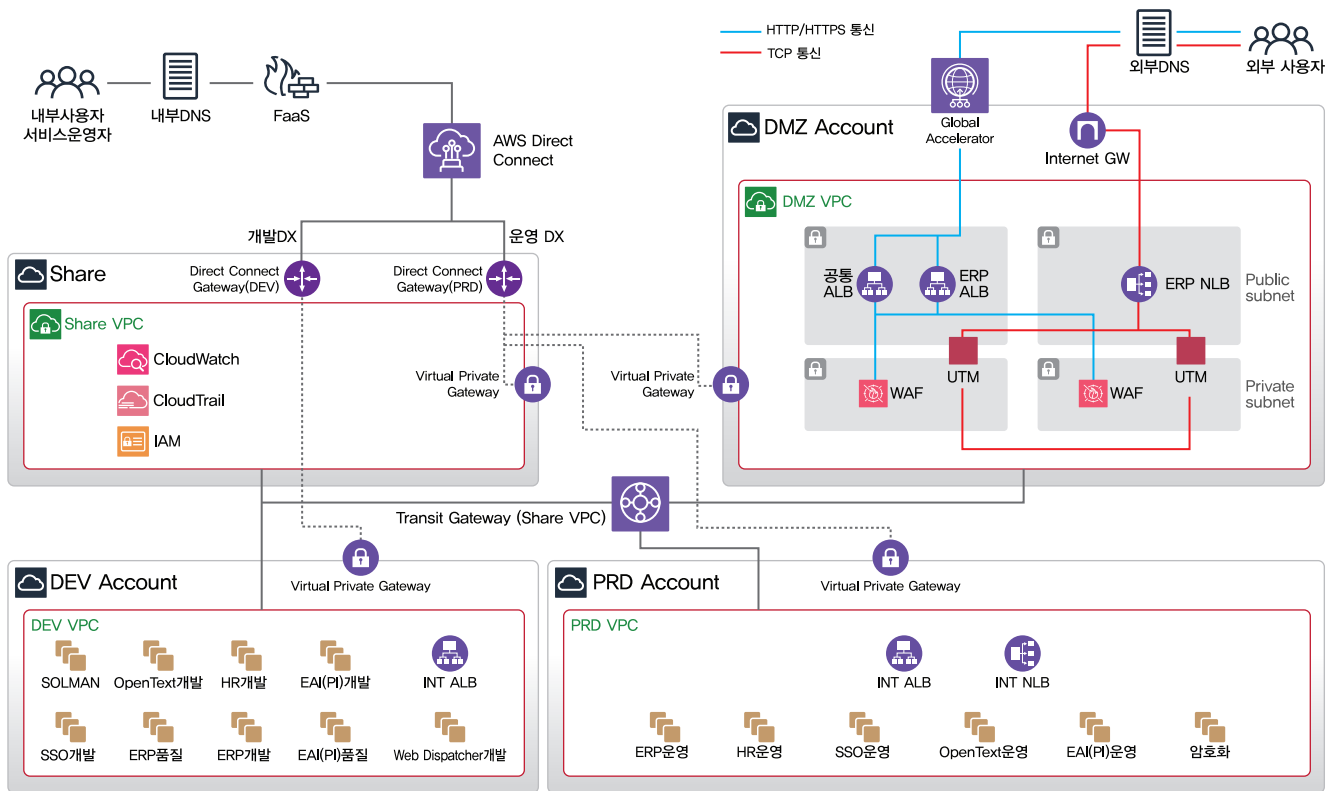 HTTP/HTTPS 통신
TCP 통신
외부DNS
외부 사용자
내부사용자
서비스운영자
내부DNS
FaaS
AWS Direct
Connect
Global
Accelerator
DMZ Account
Internet GW
DMZ VPC
개발DX
운영 DX
Share
Direct Connect
Gateway(DEV)
Direct Connect
Gateway(PRD)
공통
ALB
ERP
ALB
ERP NLB
Public
subnet
Share VPC
CloudWatch
CloudTrail
IAM
Virtual Private
Gateway
Virtual Private
Gateway
UTM
UTM
WAF
WAF
Private
subnet
Transit Gateway (Share VPC)
DEV Account
Virtual Private Gateway
PRD Account
Virtual Private Gateway
DEV VPC
SOLMAN
OpenText개발
HR개발
EAI(PI)개발
INT ALB
SSO개발
ERP품질
ERP개발
EAI(PI)품질
Web Dispatcher개발
PRD VPC
INT ALB
INT NLB
ERP운영
HR운영
SSO운영
OpenText운영
EAI(PI)운영
암호화